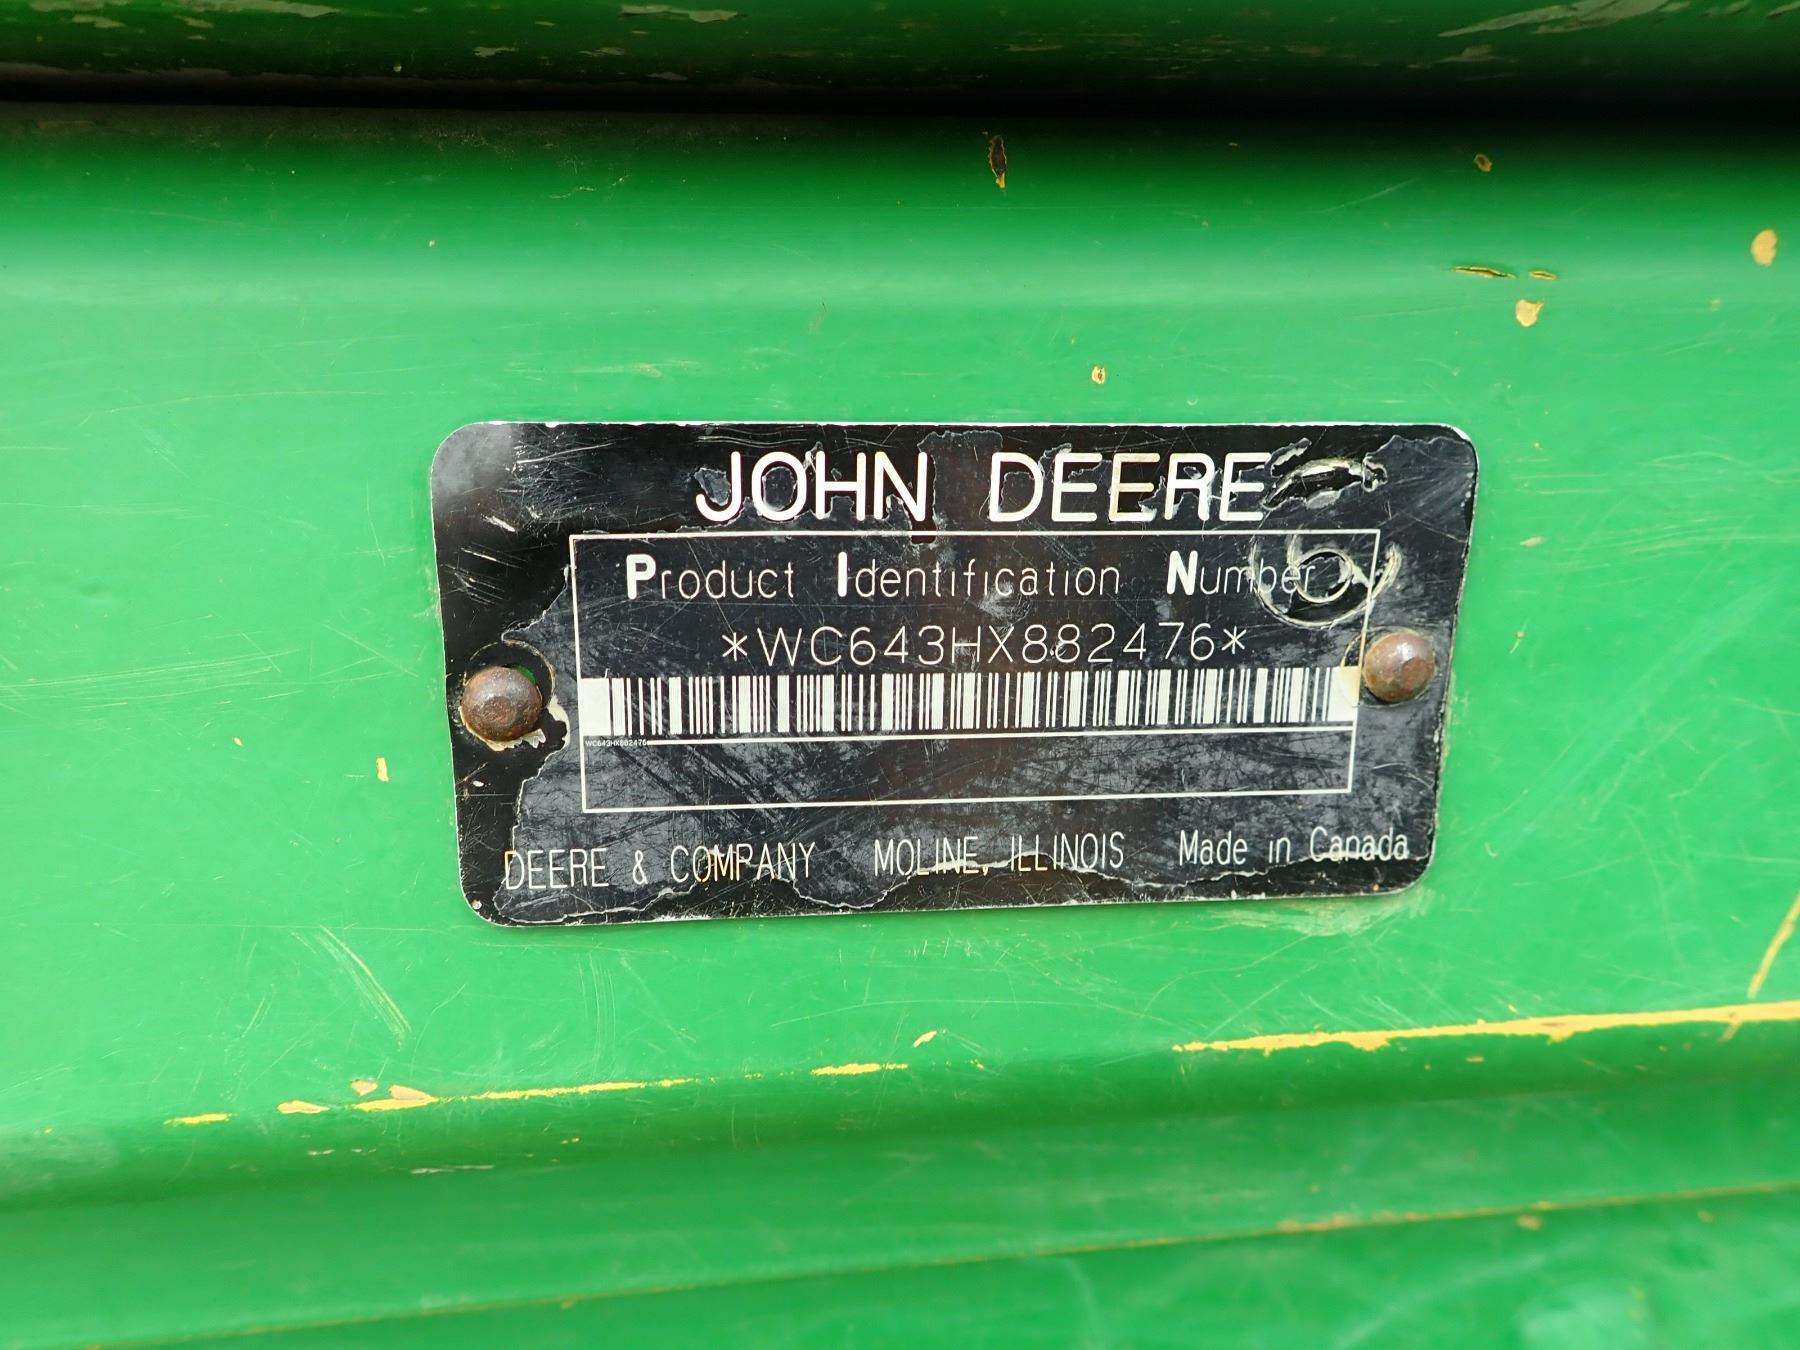 JOHN DEERE
Product Identification Number
*WC643HX882476*
WC643HX882476
DEERE & COMPANY MOLINE, ILLINOIS Made in Canada